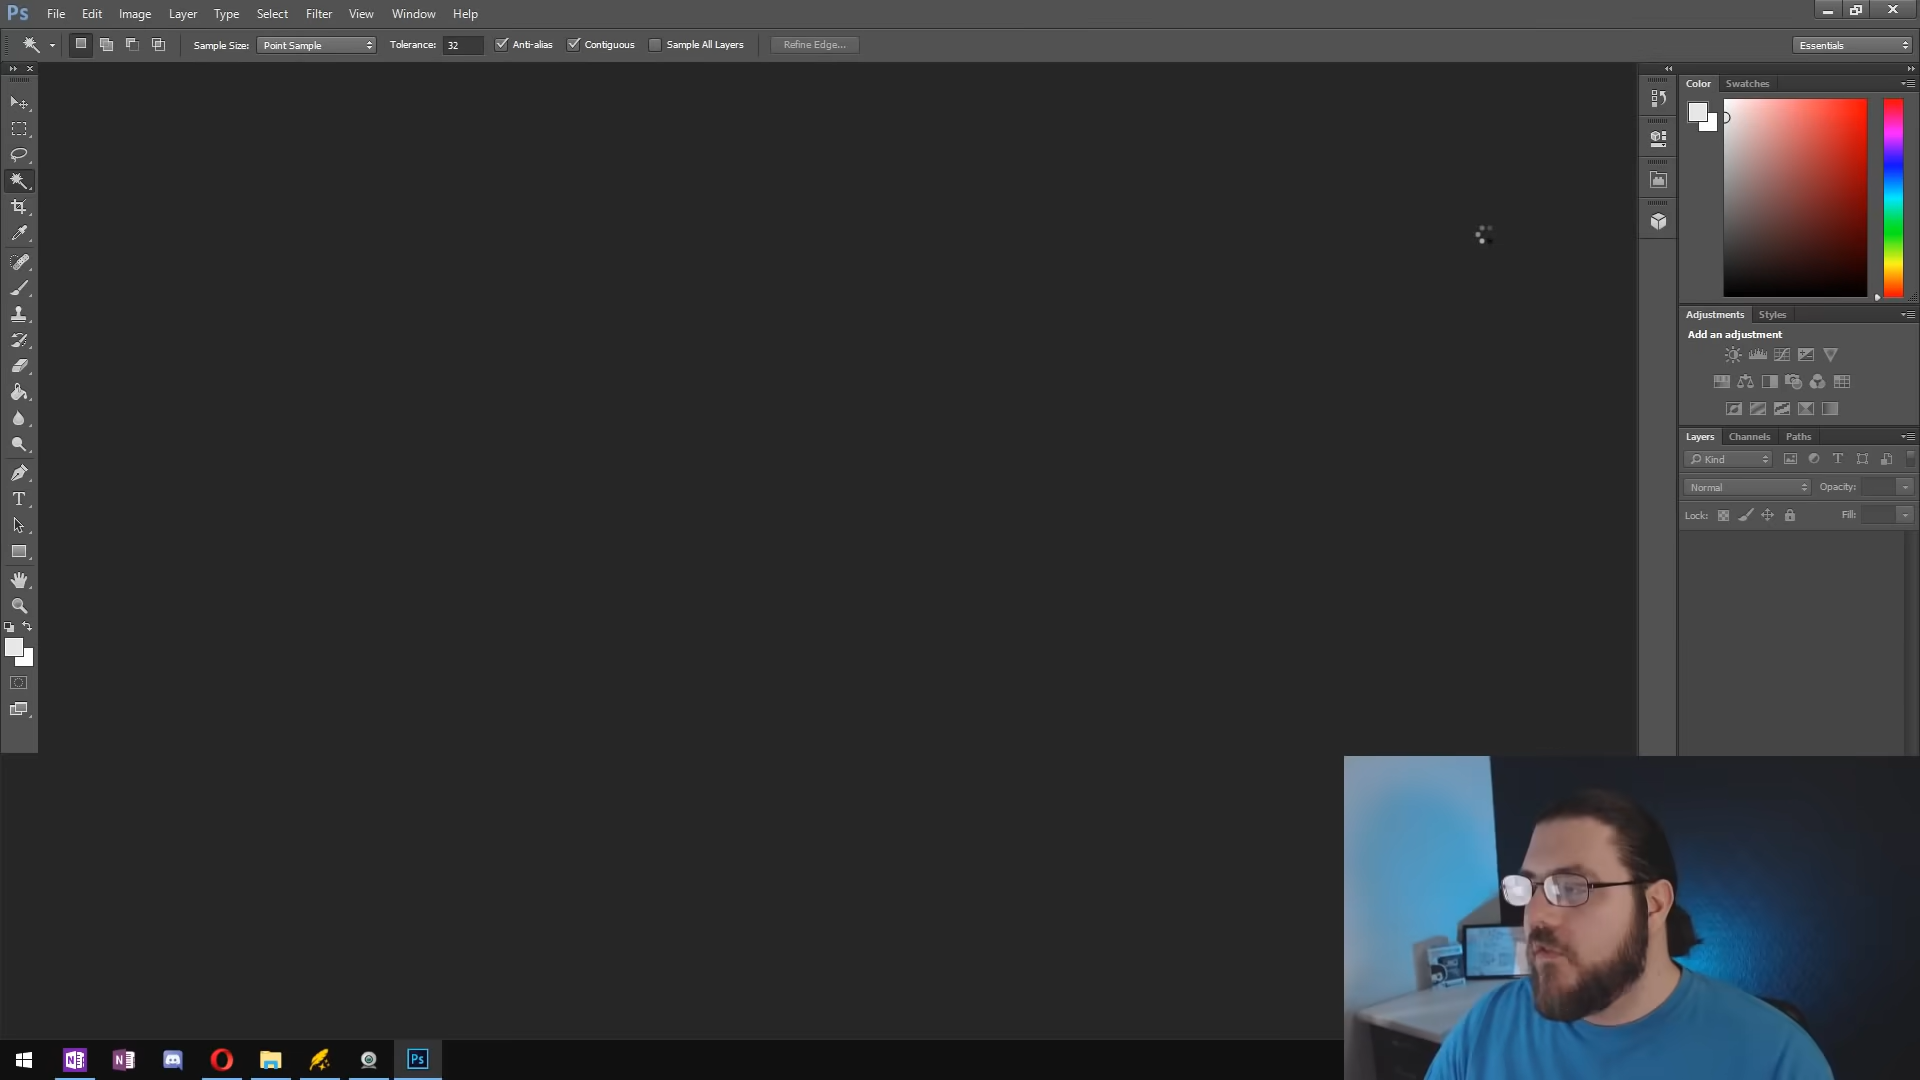 Ps File Edit Image Layer Type Select Filter View Window Help
Sample Size: Point Sample Tolerance: 32 Anti-alias Contiguous Sample All Layers Refine Edge... Essentials
Color Swatches
Adjustments Styles
Add an adjustment
Layers Channels Paths
Kind
Normal Opacity:
Lock: Fill:
T
T
N N Ps